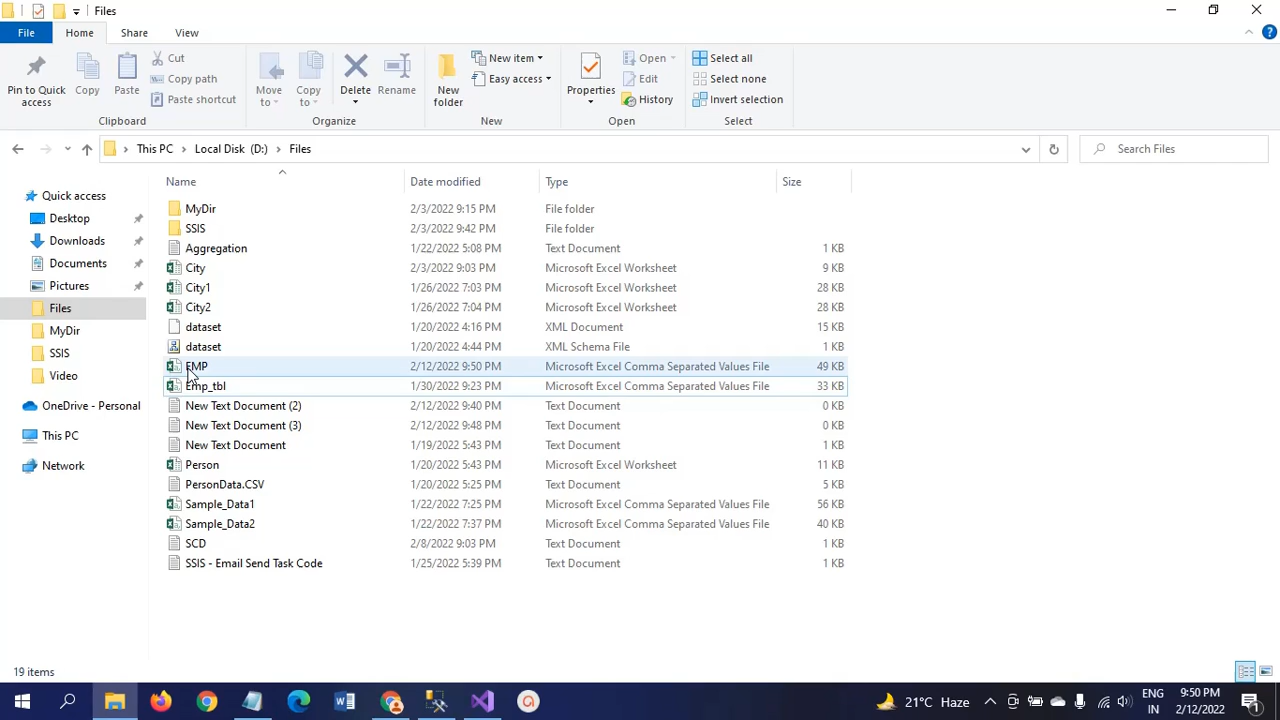 Files
File Home Share View
Pin to Quick access
Copy
Paste
Cut
Copy path
Paste shortcut
Clipboard
Move to
Copy to
Delete
Rename
Organize
New folder
New item
Easy access
New
Properties
Open
Edit
History
Open
Select all
Select none
Invert selection
Select
This PC Local Disk (D:) Files
Search Files
Quick access
Desktop
Downloads
Documents
Pictures
Files
MyDir
SSIS
Video
OneDrive - Personal
This PC
Network
Name Date modified Type Size
MyDir 2/3/2022 9:15 PM File folder
SSIS 2/3/2022 9:42 PM File folder
Aggregation 1/22/2022 5:08 PM Text Document 1 KB
City 2/3/2022 9:03 PM Microsoft Excel Worksheet 9 KB
City1 1/26/2022 7:03 PM Microsoft Excel Worksheet 28 KB
City2 1/26/2022 7:04 PM Microsoft Excel Worksheet 28 KB
dataset 1/20/2022 4:16 PM XML Document 15 KB
dataset 1/20/2022 4:44 PM XML Schema File 1 KB
EMP 2/12/2022 9:50 PM Microsoft Excel Comma Separated Values File 49 KB
Emp_tbl 1/30/2022 9:23 PM Microsoft Excel Comma Separated Values File 33 KB
New Text Document (2) 2/12/2022 9:40 PM Text Document 0 KB
New Text Document (3) 2/12/2022 9:48 PM Text Document 0 KB
New Text Document 1/19/2022 5:43 PM Text Document 1 KB
Person 1/20/2022 5:43 PM Microsoft Excel Worksheet 11 KB
PersonData.CSV 1/20/2022 5:25 PM Text Document 5 KB
Sample_Data1 1/22/2022 7:25 PM Microsoft Excel Comma Separated Values File 56 KB
Sample_Data2 1/22/2022 7:37 PM Microsoft Excel Comma Separated Values File 40 KB
SCD 2/8/2022 9:03 PM Text Document 1 KB
SSIS - Email Send Task Code 1/25/2022 5:39 PM Text Document 1 KB
19 items
21°C Haze
ENG
IN
9:50 PM
2/12/2022
1